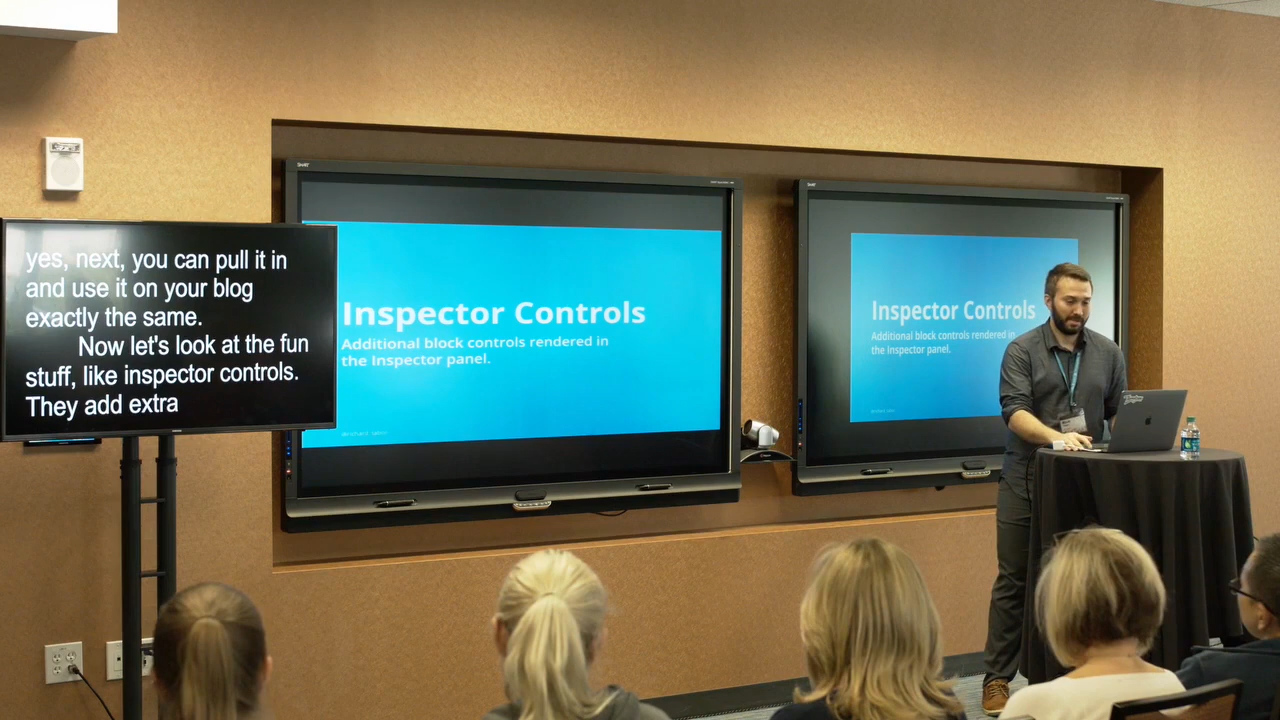 yes, next, you can pull it in
and use it on your blog
exactly the same.
Now let's look at the fun
stuff, like inspector controls.
They add extra
SMART
Inspector Controls
Additional block controls rendered in
the Inspector panel.
SMART
Inspector Controls
Additional block controls rendered in
the Inspector panel.